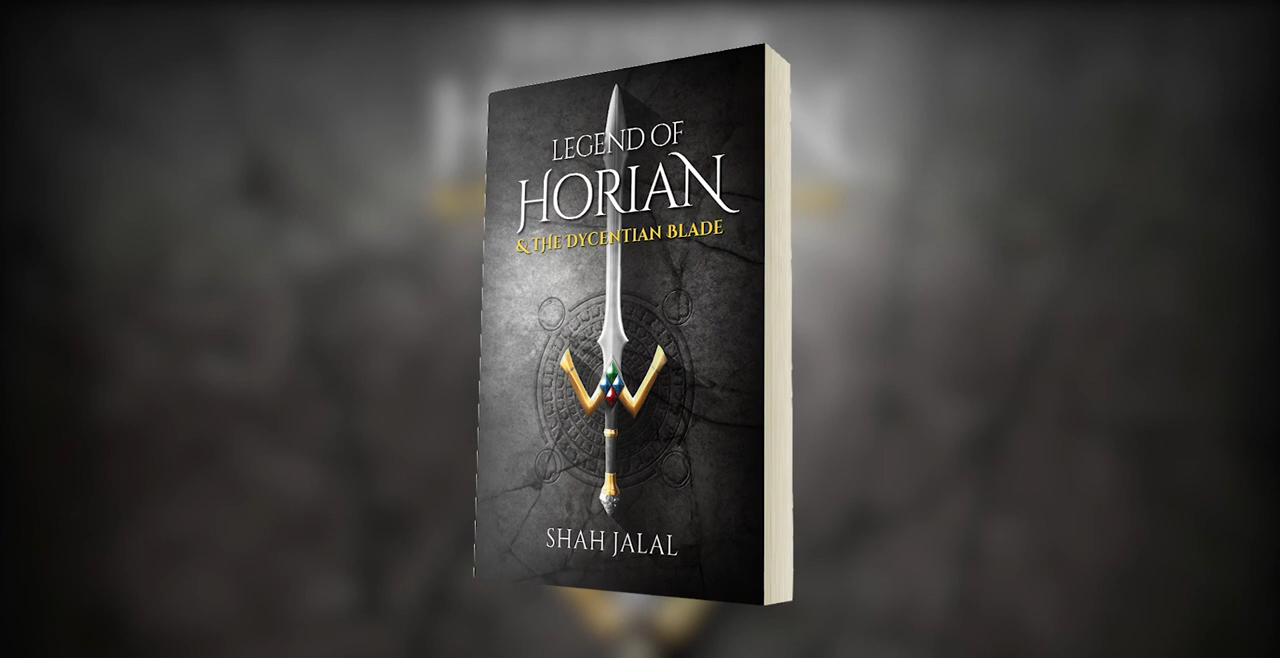 LEGEND OF
HORIAN
& THE DYCENTIAN BLADE
SHAH JALAL